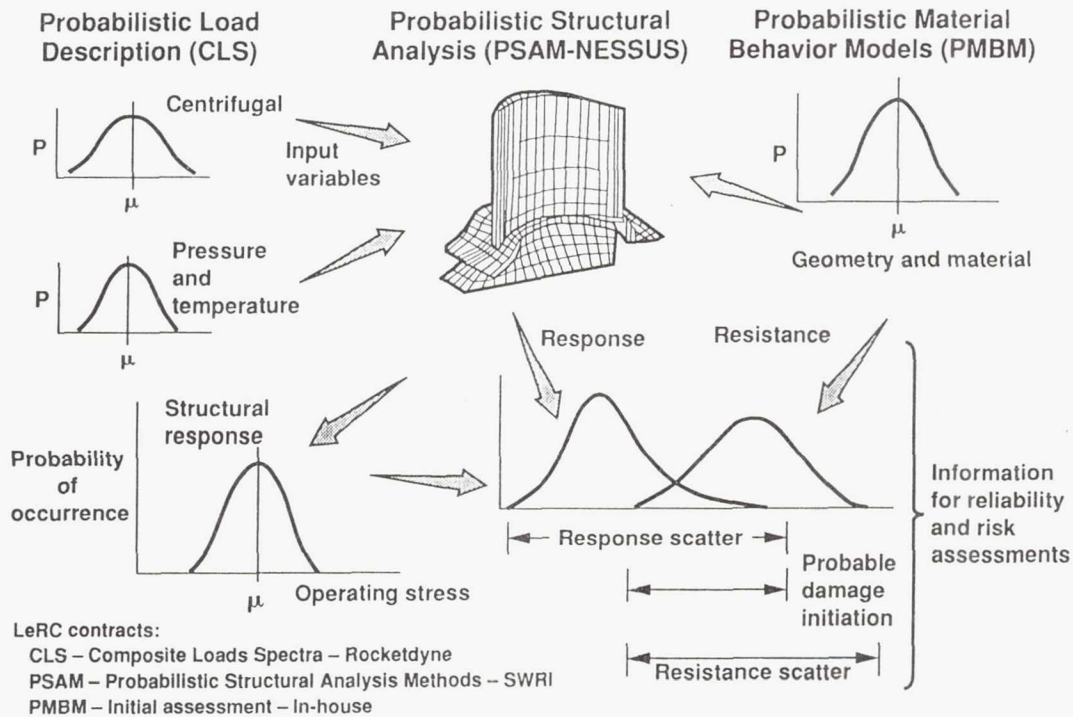 Probabilistic Load
Description (CLS)
Probabilistic Structural
Analysis (PSAM-NESSUS)
Probabilistic Material
Behavior Models (PMBM)
Centrifugal
P
μ
Input
variables
Pressure
and
temperature
P
μ
P
μ
Geometry and material
Response
Resistance
Structural
response
Probability
of
occurrence
μ
Operating stress
Response scatter
Probable
damage
initiation
Resistance scatter
Information
for reliability
and risk
assessments
LeRC contracts:
CLS – Composite Loads Spectra – Rocketdyne
PSAM – Probabilistic Structural Analysis Methods – SWRI
PMBM – Initial assessment – In-house